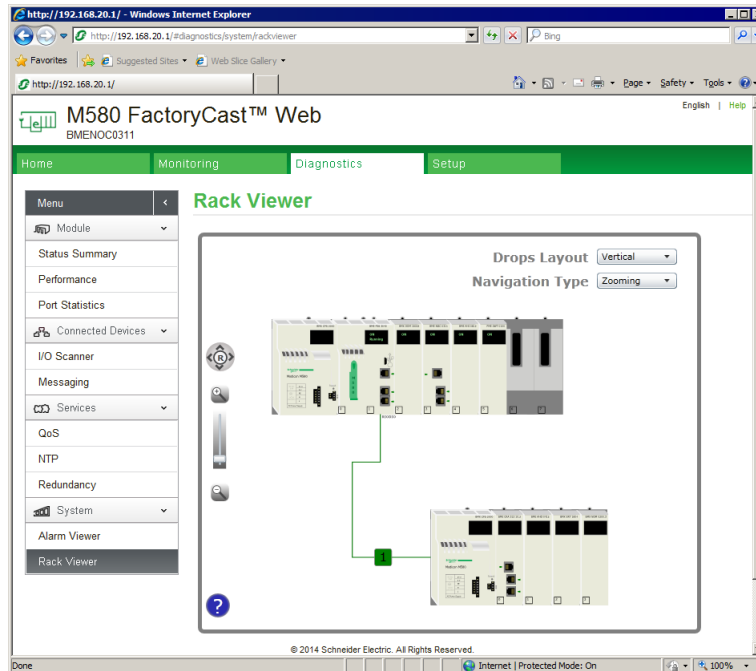 http://192.168.20.1/ - Windows Internet Explorer
http://192.168.20.1/#diagnostics/system/rackviewer
Bing
Favorites
Suggested Sites
Web Slice Gallery
http://192.168.20.1/
Page
Safety
Tools
English | Help
M580 FactoryCast™ Web
BMENOC0311
Home
Monitoring
Diagnostics
Setup
Menu
Rack Viewer
Module
Status Summary
Performance
Port Statistics
Connected Devices
I/O Scanner
Messaging
Services
QoS
NTP
Redundancy
System
Alarm Viewer
Rack Viewer
Drops Layout Vertical
Navigation Type Zooming
R
1
?
© 2014 Schneider Electric. All Rights Reserved.
Done
Internet | Protected Mode: On
100%